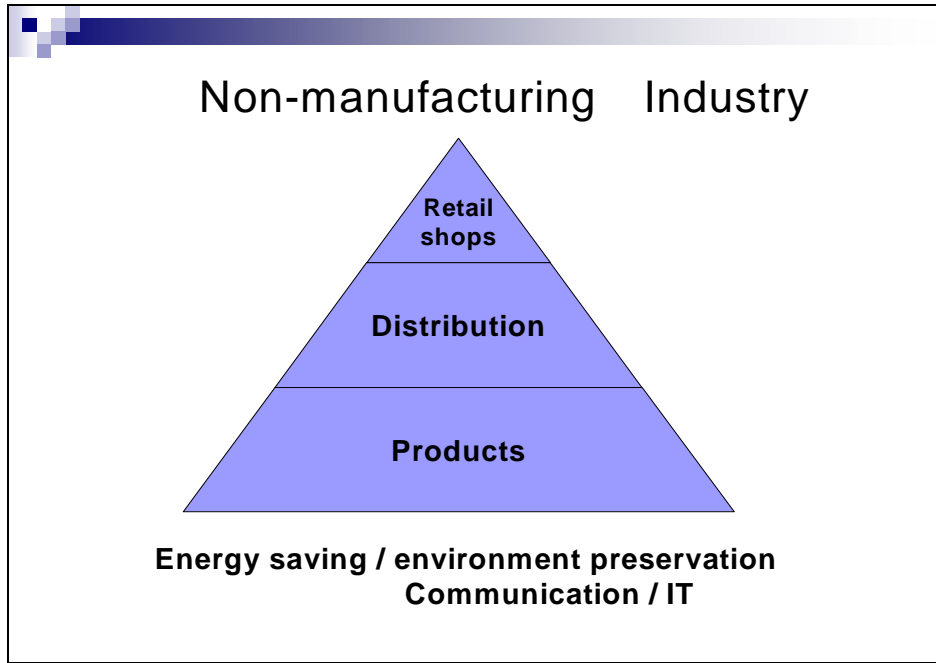 Non-manufacturing Industry
Retail
shops
Distribution
Products
Energy saving / environment preservation
Communication / IT